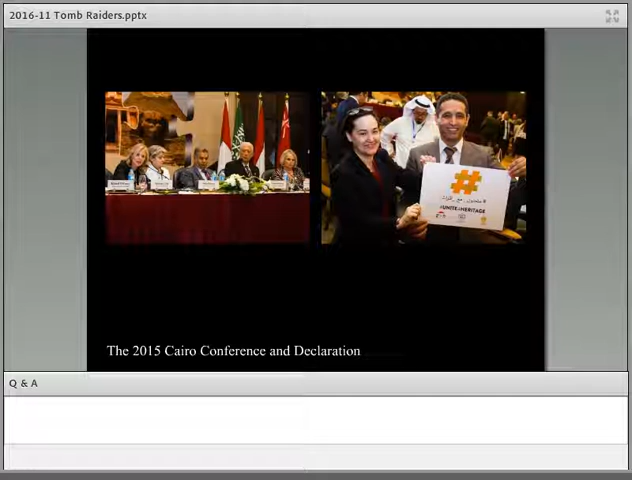 2016-11 Tomb Raiders.pptx
#
#UNITE4HERITAGE
The 2015 Cairo Conference and Declaration
Q & A